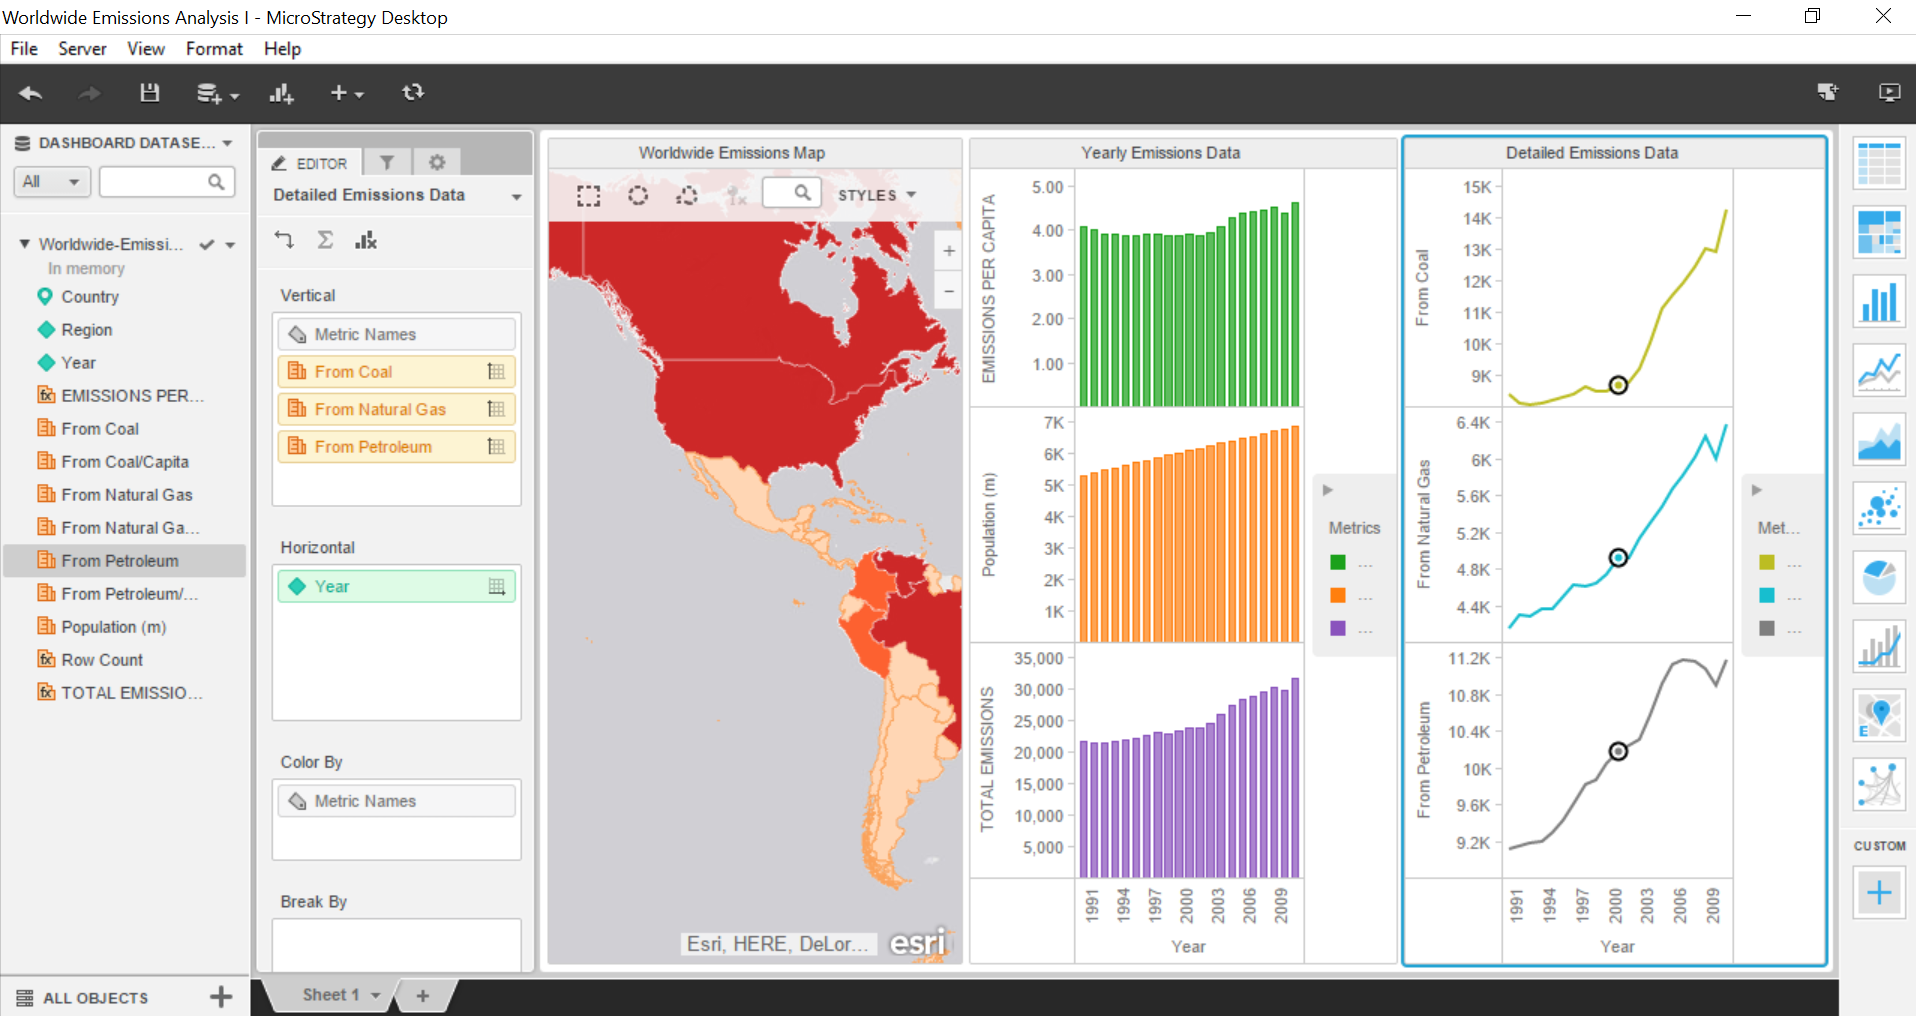 Worldwide Emissions Analysis I - MicroStrategy Desktop
File Server View Format Help
DASHBOARD DATASE...
All
Worldwide-Emissi...
In memory
Country
Region
Year
EMISSIONS PER...
From Coal
From Coal/Capita
From Natural Gas
From Natural Ga...
From Petroleum
From Petroleum/...
Population (m)
Row Count
TOTAL EMISSIO...
ALL OBJECTS
EDITOR
Detailed Emissions Data
Vertical
Metric Names
From Coal
From Natural Gas
From Petroleum
Horizontal
Year
Color By
Metric Names
Break By
Worldwide Emissions Map
STYLES
+
−
Esri, HERE, DeLor...
esri
Yearly Emissions Data
EMISSIONS PER CAPITA
5.00
4.00
3.00
2.00
1.00
Population (m)
7K
6K
5K
4K
3K
2K
1K
TOTAL EMISSIONS
35,000
30,000
25,000
20,000
15,000
10,000
5,000
1991 1994 1997 2000 2003 2006 2009
Year
Metrics
...
...
...
Detailed Emissions Data
From Coal
15K
14K
13K
12K
11K
10K
9K
From Natural Gas
6.4K
6K
5.6K
5.2K
4.8K
4.4K
From Petroleum
11.2K
10.8K
10.4K
10K
9.6K
9.2K
1991 1994 1997 2000 2003 2006 2009
Year
Met...
...
...
...
E
CUSTOM
Sheet 1